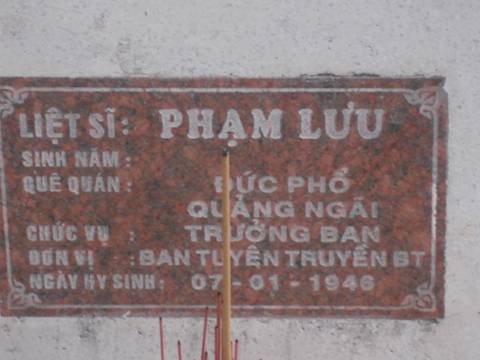 LIỆT SĨ: PHẠM LƯU
SINH NĂM :
QUÊ QUÁN : ĐỨC PHỔ
QUẢNG NGÃI
CHỨC VỤ : TRƯỞNG BAN
ĐƠN VỊ : BAN TUYÊN TRUYỀN BT
NGÀY HY SINH: 07 - 01 - 1946